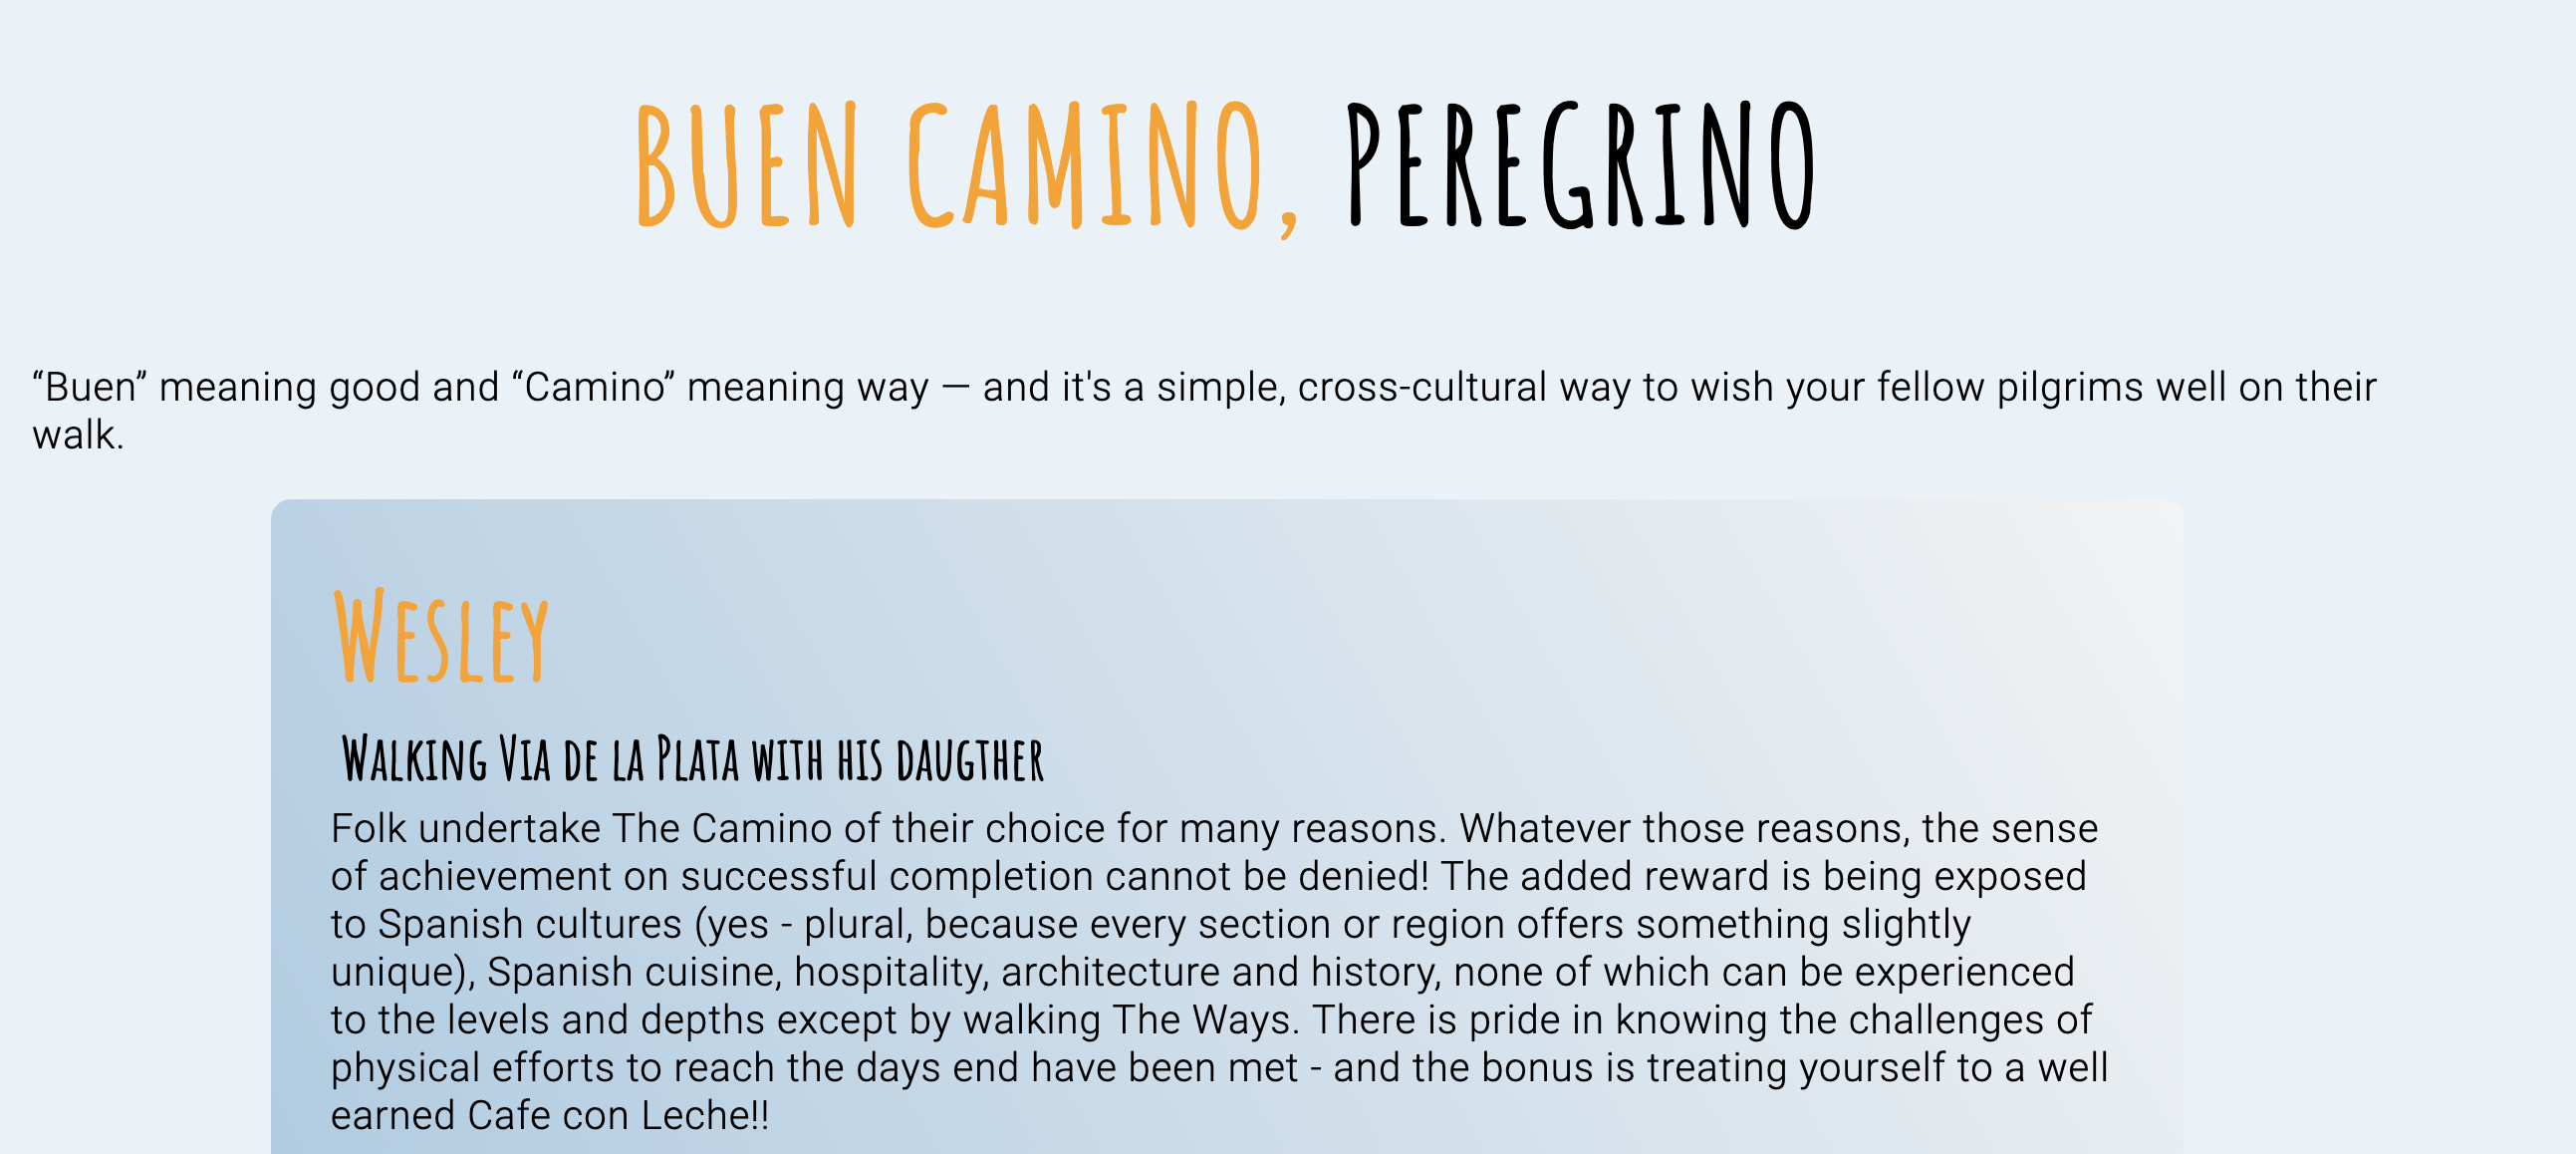 BUEN CAMINO, PEREGRINO
“Buen” meaning good and “Camino” meaning way — and it's a simple, cross-cultural way to wish your fellow pilgrims well on their
walk.
Wesley
Walking Via de la Plata with his daugther
Folk undertake The Camino of their choice for many reasons. Whatever those reasons, the sense
of achievement on successful completion cannot be denied! The added reward is being exposed
to Spanish cultures (yes - plural, because every section or region offers something slightly
unique), Spanish cuisine, hospitality, architecture and history, none of which can be experienced
to the levels and depths except by walking The Ways. There is pride in knowing the challenges of
physical efforts to reach the days end have been met - and the bonus is treating yourself to a well
earned Cafe con Leche!!